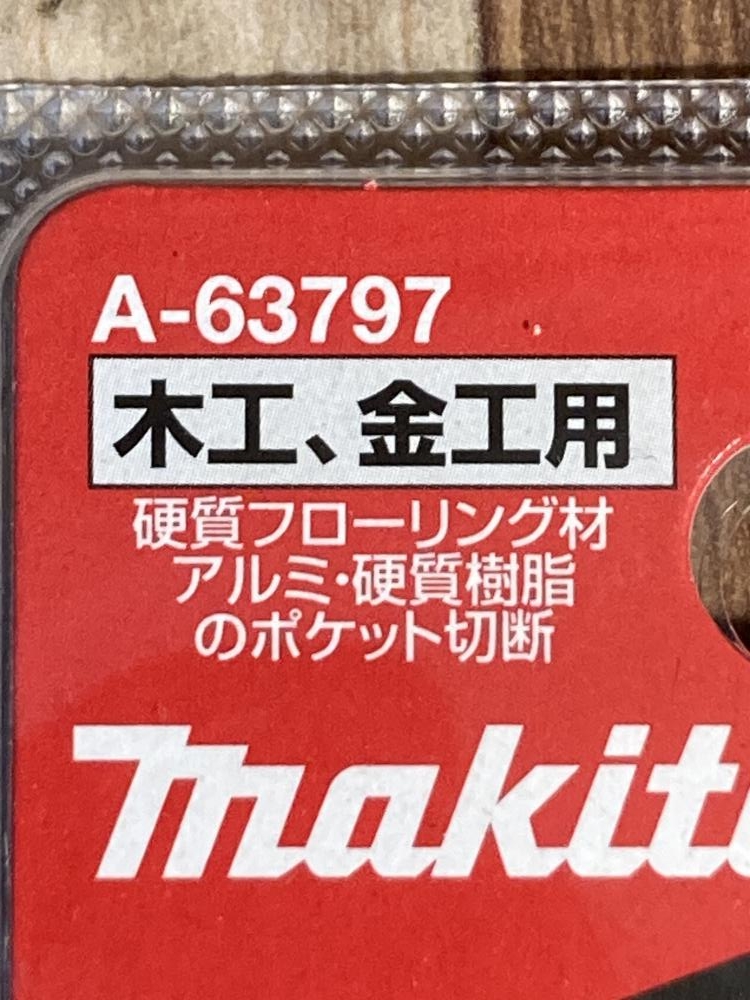 A-63797
木工、金工用
硬質フローリング材
アルミ・硬質樹脂
のポケット切断
makita